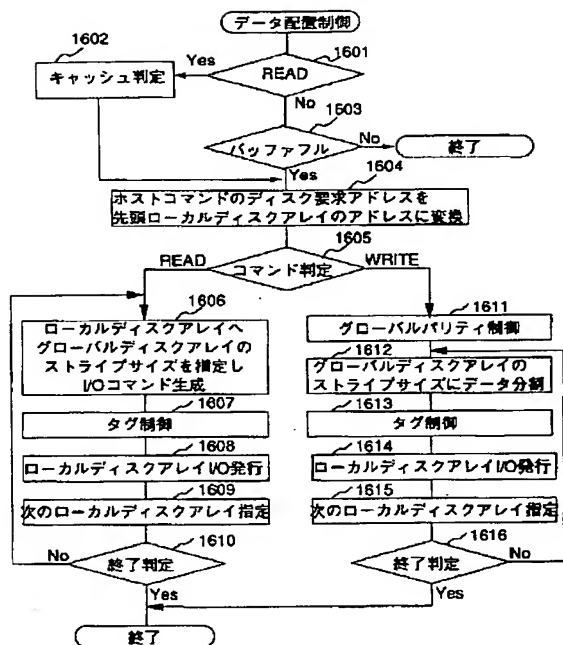 データ配置制御
1602
1601
Yes
READ
キャッシュ判定
No
1603
バッファフル
No
終了
Yes
1604
ホストコマンドのディスク要求アドレスを
先頭ローカルディスクアレイのアドレスに変換
1605
READ
コマンド判定
WRITE
1606
ローカルディスクアレイへ
グローバルディスクアレイの
ストライプサイズを指定し
I/Oコマンド生成
1607
タグ制御
1608
ローカルディスクアレイI/O発行
1609
次のローカルディスクアレイ指定
No
1610
終了判定
Yes
1611
グローバルパリティ制御
1612
グローバルディスクアレイの
ストライプサイズにデータ分割
1613
タグ制御
1614
ローカルディスクアレイI/O発行
1615
次のローカルディスクアレイ指定
1616
終了判定
No
Yes
終了